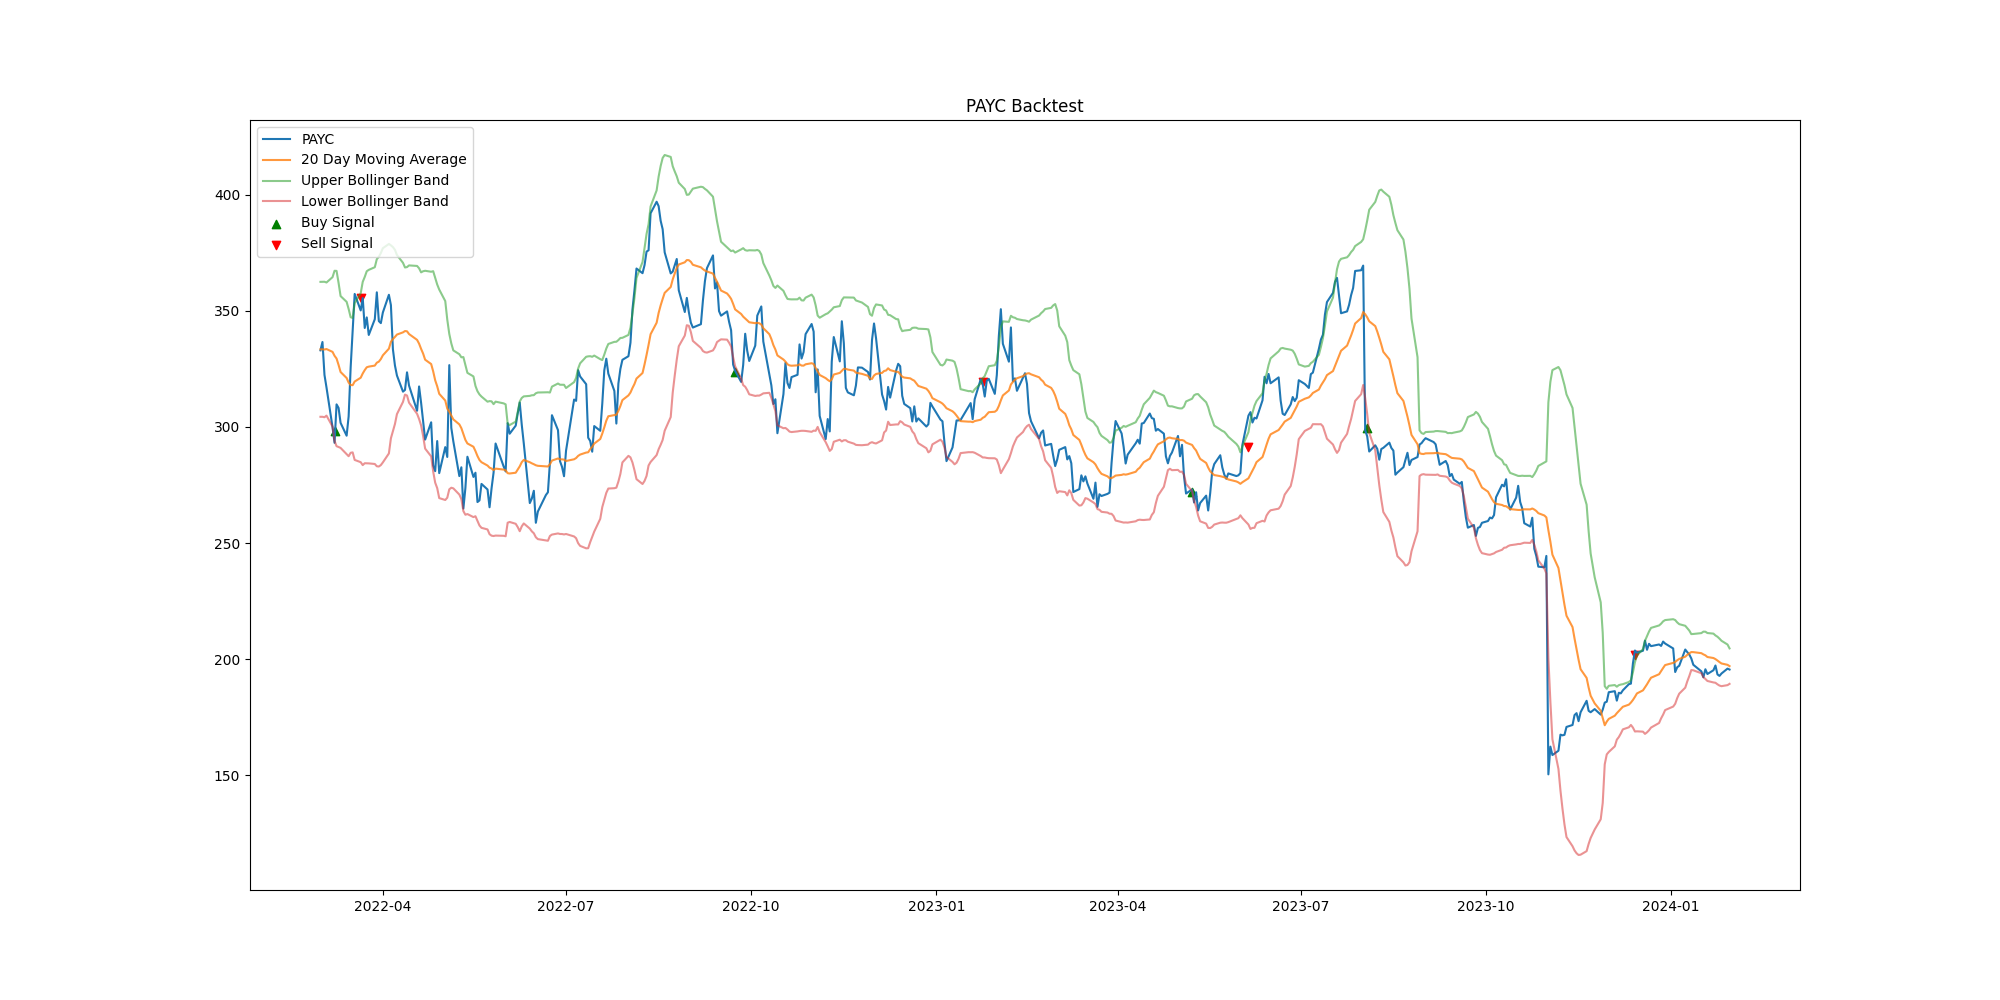 PAYC Backtest
PAYC
20 Day Moving Average
Upper Bollinger Band
Lower Bollinger Band
Buy Signal
Sell Signal
400
350
300
250
200
150
2022-04 2022-07 2022-10 2023-01 2023-04 2023-07 2023-10 2024-01